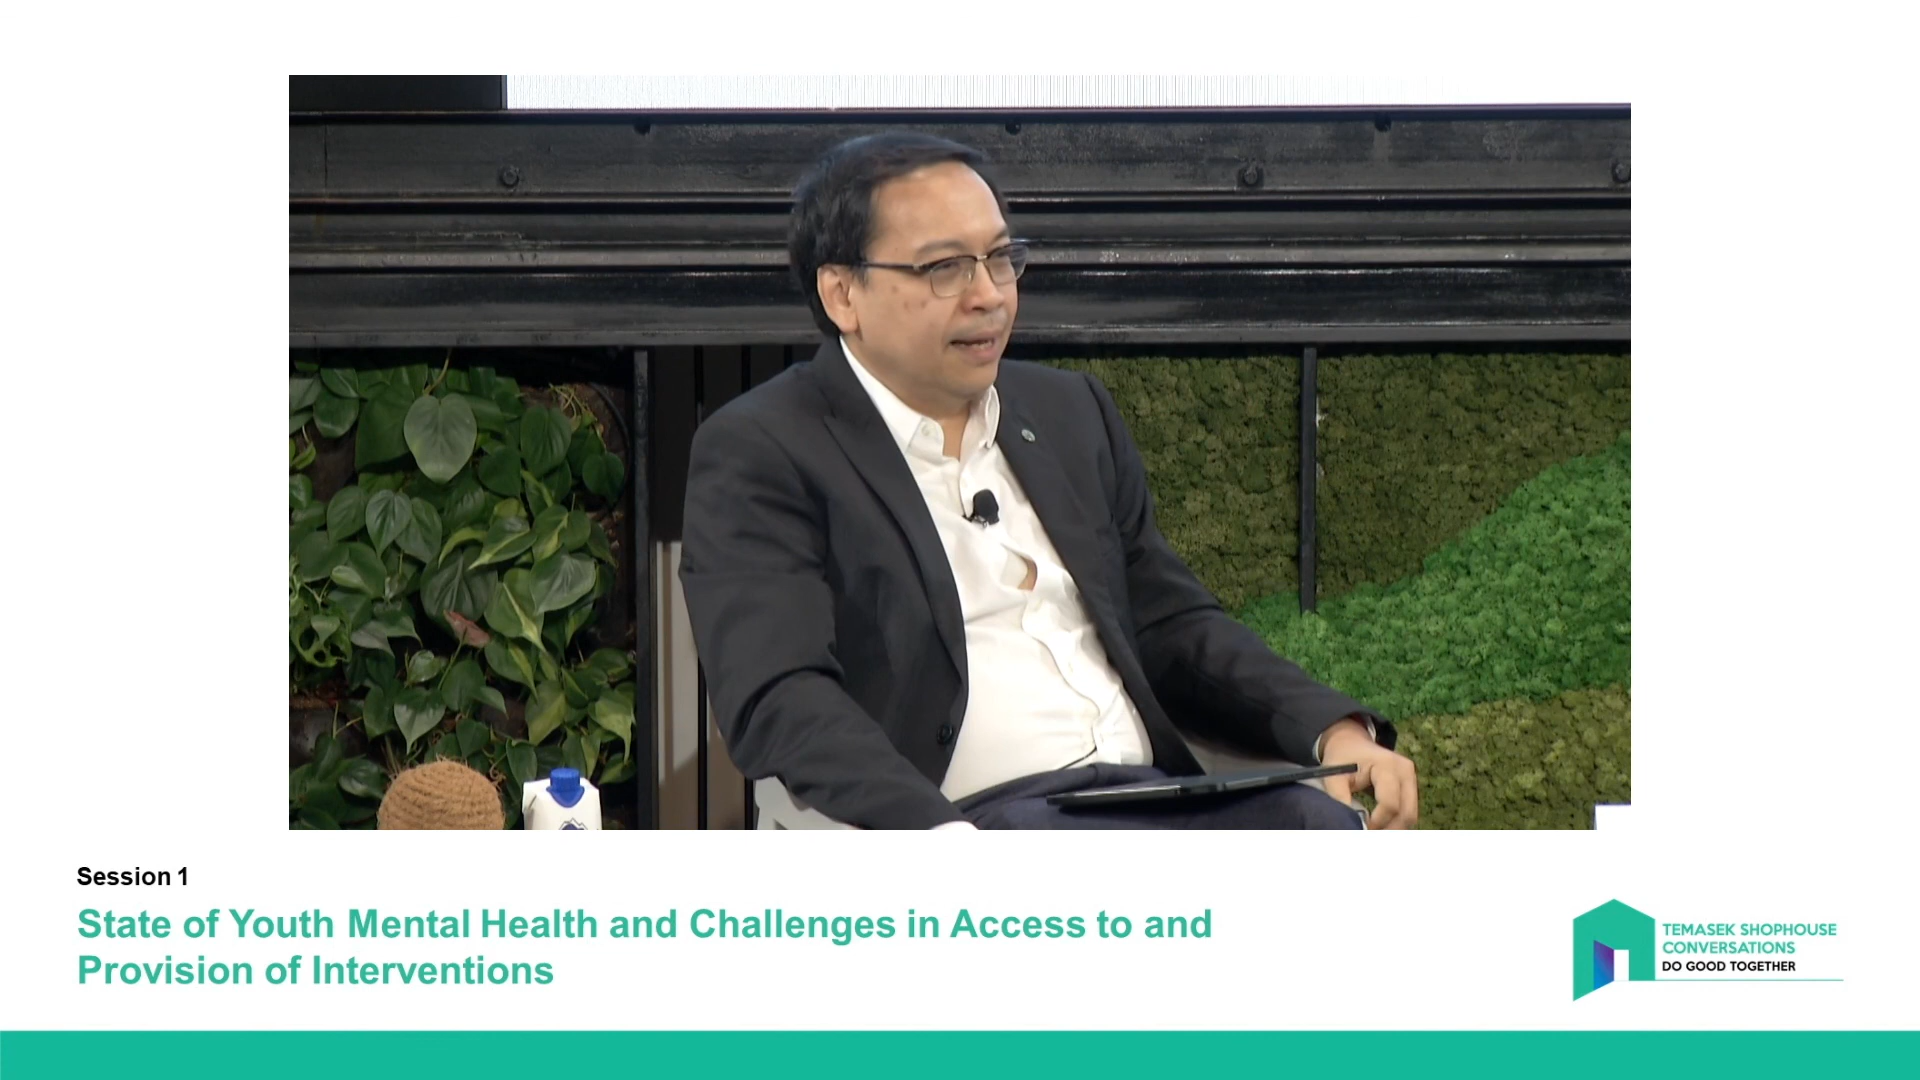 Session 1
State of Youth Mental Health and Challenges in Access to and
Provision of Interventions
TEMASEK SHOPHOUSE
CONVERSATIONS
DO GOOD TOGETHER